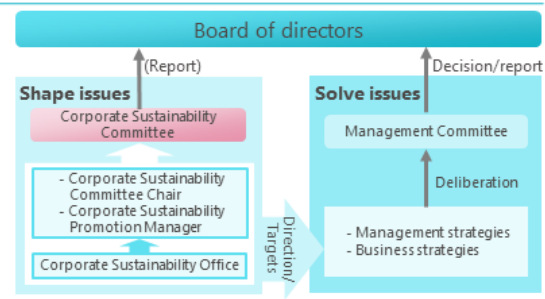 Board of directors
(Report)
Decision/report
Shape issues
Corporate Sustainability
Committee
- Corporate Sustainability
Committee Chair
- Corporate Sustainability
Promotion Manager
Corporate Sustainability Office
Direction/
Targets
Solve issues
Management Committee
Deliberation
- Management strategies
- Business strategies